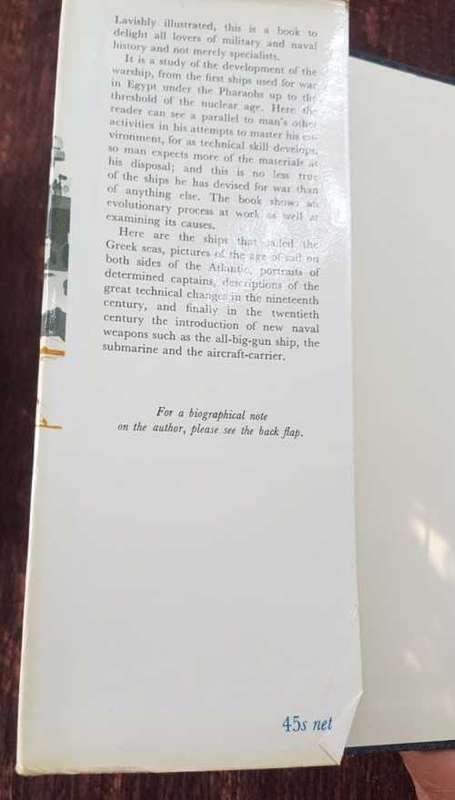 Lavishly illustrated, this is a book to
delight all lovers of military and naval
history and not merely specialists.
It is a study of the development of the
warship, from the first ships used for war
in Egypt under the Pharaohs up to the
threshold of the nuclear age. Here the
reader can see a parallel to man's other
activities in his attempts to master his en-
vironment, for as technical skill develops,
so man expects more of the materials at
his disposal; and this is no less true
of the ships he has devised for war than
of anything else. The book shows an
evolutionary process at work as well as
examining its causes.
Here are the ships that sailed the
Greek seas, pictures of the age of sail on
both sides of the Atlantic, portraits of
determined captains, descriptions of the
great technical changes in the nineteenth
century, and finally in the twentieth
century the introduction of new naval
weapons such as the all-big-gun ship, the
submarine and the aircraft-carrier.
For a biographical note
on the author, please see the back flap.
45s net